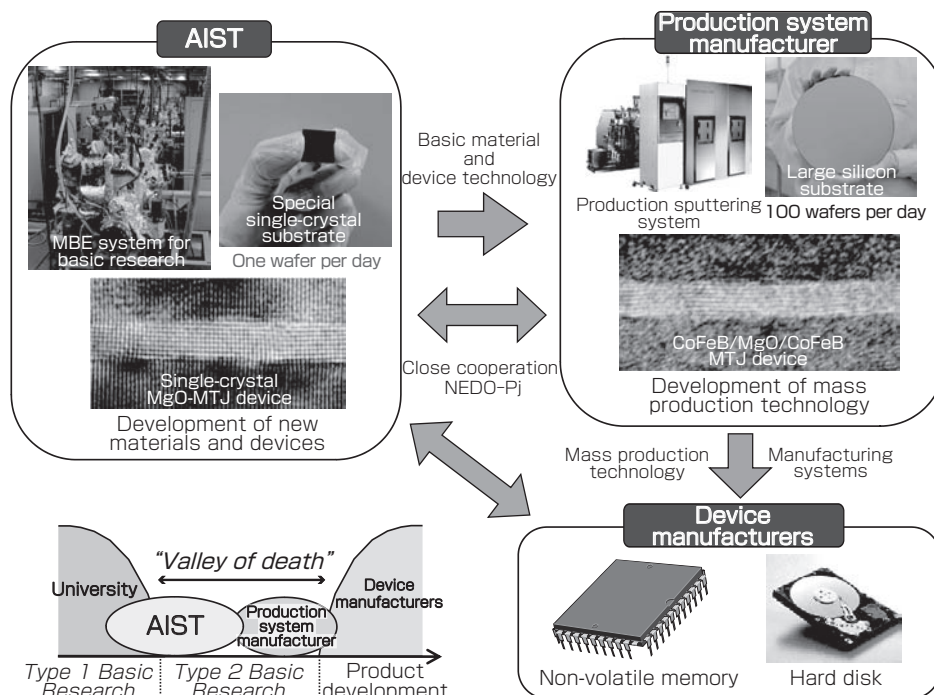 AIST
MBE system for
basic research
Special
single-crystal
substrate
One wafer per day
Single-crystal
MgO-MTJ device
Development of new
materials and devices
Basic material
and
device technology
Close cooperation
NEDO-Pj
Production system
manufacturer
Production sputtering
system
Large silicon
substrate
100 wafers per day
CoFeB/MgO/CoFeB
MTJ device
Development of mass
production technology
Mass production
technology
Manufacturing
systems
Device
manufacturers
Non-volatile memory
Hard disk
"Valley of death"
University
AIST
Production
system
manufacturer
Device
manufacturers
Type 1 Basic
Research
Type 2 Basic
Research
Product
development